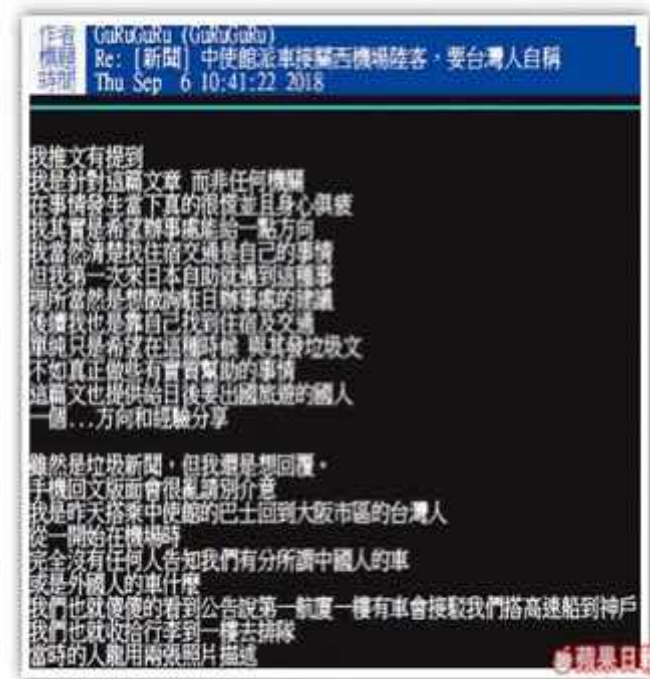 作者 GuRuGuRu (GuRuGuRu)
標題 Re: [新聞] 中使館派車接關西機場陸客，要台灣人自稱
時間 Thu Sep 6 10:41:22 2018
我推文有提到
我是針對這篇文章 而非任何機關
在事情發生當下真的很慌並且身心俱疲
我其實是希望辦事處能給一點方向
我當然清楚找住宿交通是自己的事情
但我第一次來日本自助就遇到這種事
理所當然是想徵詢駐日辦事處的建議
後續我也是靠自己找到住宿及交通
單純只是希望在這種時候 與其發垃圾文
不如真正做些有實質幫助的事情
這篇文也提供給日後要出國旅遊的國人
一個...方向和經驗分享
雖然是垃圾新聞，但我還是想回覆。
手機回文版面會很亂請別介意
我是昨天搭乘中使館的巴士回到大阪市區的台灣人
從一開始在機場時
完全沒有任何人告知我們有分所謂中國人的車
或是外國人的車什麼
我們也就傻傻的看到公告說第一航廈一樓有車會接駁我們搭高速船到神戶
我們也就收拾行李到一樓去排隊
當時的人龍用兩張照片描述
蘋果日報